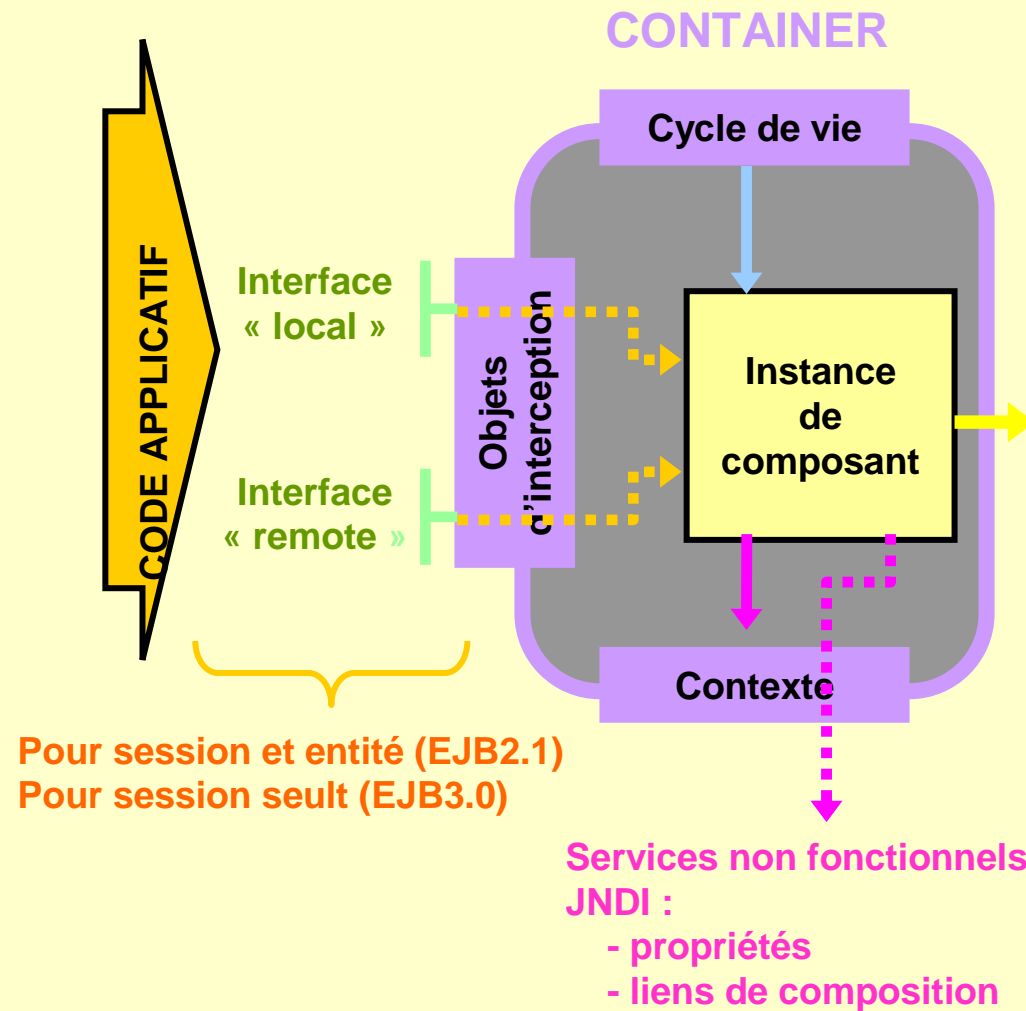 CONTAINER
Cycle de vie
CODE APPLICATIF
Interface
« local »
Objets
d'interception
Instance
de
composant
Interface
« remote »
Contexte
Pour session et entité (EJB2.1)
Pour session seult (EJB3.0)
Services non fonctionnels
JNDI :
- propriétés
- liens de composition